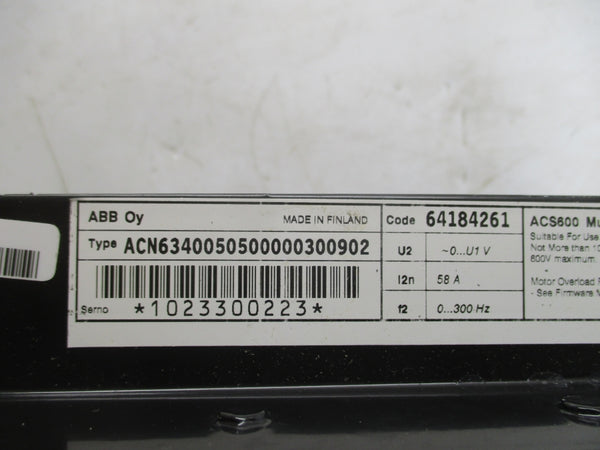 ABB Oy MADE IN FINLAND
Type ACN6340050500000300902
Serno *1023300223*
Code 64184261
U2 ~0...U1 V
I2n 58 A
f2 0...300 Hz
ACS600
Suitable For Use
Not More than
600V maximum
Motor Overload
- See Firmware